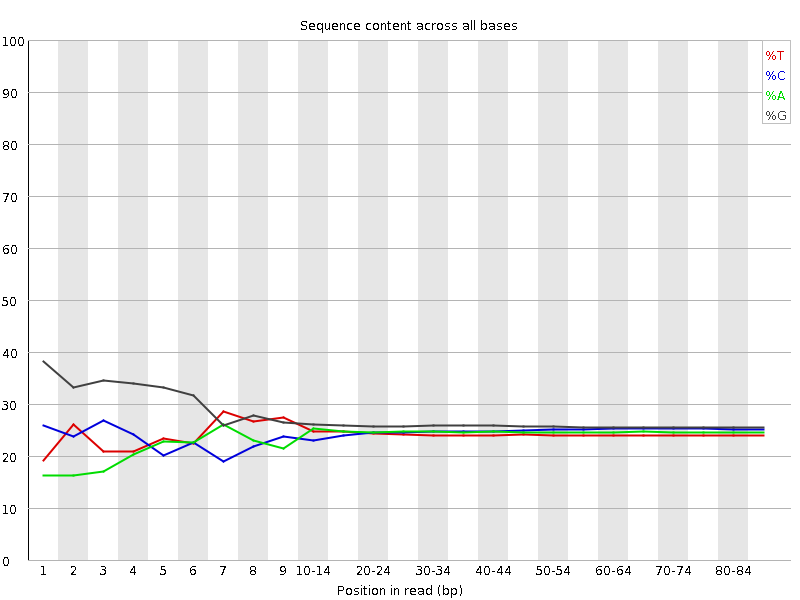 Sequence content across all bases
100
90
80
70
60
50
40
30
20
10
0
%T
%C
%A
%G
1 2 3 4 5 6 7 8 9 10-14 20-24 30-34 40-44 50-54 60-64 70-74 80-84
Position in read (bp)